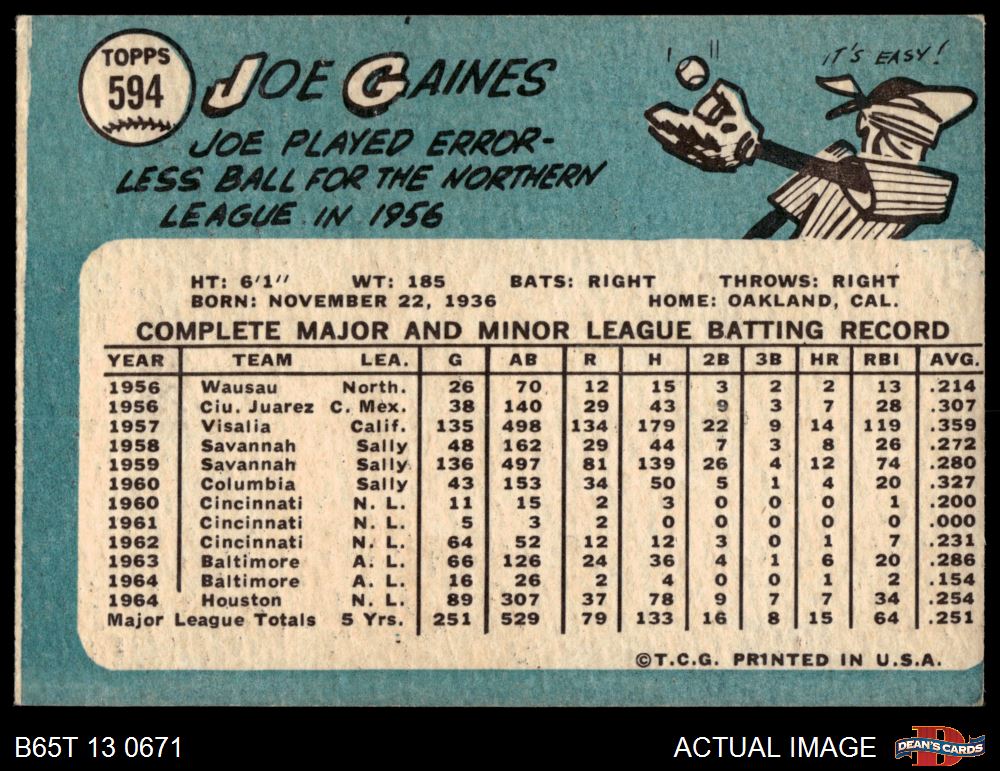 TOPPS
594
JOE GAINES
IT'S EASY!
JOE PLAYED ERROR-
LESS BALL FOR THE NORTHERN
LEAGUE IN 1956
HT: 6'1" WT: 185 BATS: RIGHT THROWS: RIGHT
BORN: NOVEMBER 22, 1936 HOME: OAKLAND, CAL.
COMPLETE MAJOR AND MINOR LEAGUE BATTING RECORD
YEAR TEAM LEA. G AB R H 2B 3B HR RBI AVG.
1956 Wausau North. 26 70 12 15 3 2 2 13 .214
1956 Ciu. Juarez C. Mex. 38 140 29 43 9 3 7 28 .307
1957 Visalia Calif. 135 498 134 179 22 9 14 119 .359
1958 Savannah Sally 48 162 29 44 7 3 8 26 .272
1959 Savannah Sally 136 497 81 139 26 4 12 74 .280
1960 Columbia Sally 43 153 34 50 5 1 4 20 .327
1960 Cincinnati N. L. 11 15 2 3 0 0 0 1 .200
1961 Cincinnati N. L. 5 3 2 0 0 0 0 0 .000
1962 Cincinnati N. L. 64 52 12 12 3 0 1 7 .231
1963 Baltimore A. L. 66 126 24 36 4 1 6 20 .286
1964 Baltimore A. L. 16 26 2 4 0 0 1 2 .154
1964 Houston N. L. 89 307 37 78 9 7 7 34 .254
Major League Totals 5 Yrs. 251 529 79 133 16 8 15 64 .251
©T.C.G. PRINTED IN U.S.A.
B65T 13 0671 ACTUAL IMAGE DEAN'S CARDS